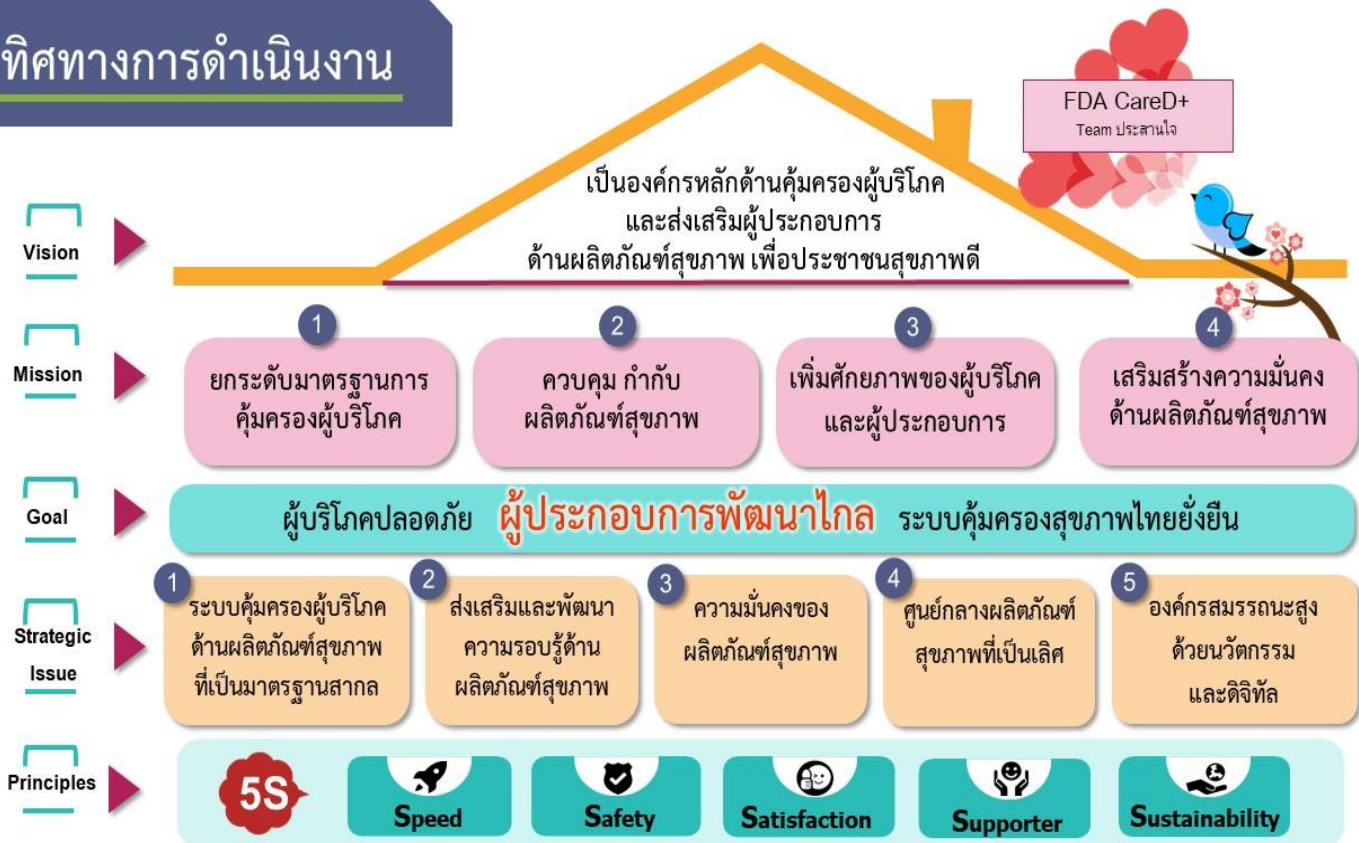 ทิศทางการดำเนินงาน
FDA CareD+
Team ประสานใจ
Vision
เป็นองค์กรหลักด้านคุ้มครองผู้บริโภค
และส่งเสริมผู้ประกอบการ
ด้านผลิตภัณฑ์สุขภาพ เพื่อประชาชนสุขภาพดี
Mission
1
ยกระดับมาตรฐานการ
คุ้มครองผู้บริโภค
2
ควบคุม กำกับ
ผลิตภัณฑ์สุขภาพ
3
เพิ่มศักยภาพของผู้บริโภค
และผู้ประกอบการ
4
เสริมสร้างความมั่นคง
ด้านผลิตภัณฑ์สุขภาพ
Goal
ผู้บริโภคปลอดภัย ผู้ประกอบการพัฒนาไกล ระบบคุ้มครองสุขภาพไทยยั่งยืน
Strategic
Issue
1
ระบบคุ้มครองผู้บริโภค
ด้านผลิตภัณฑ์สุขภาพ
ที่เป็นมาตรฐานสากล
2
ส่งเสริมและพัฒนา
ความรอบรู้ด้าน
ผลิตภัณฑ์สุขภาพ
3
ความมั่นคงของ
ผลิตภัณฑ์สุขภาพ
4
ศูนย์กลางผลิตภัณฑ์
สุขภาพที่เป็นเลิศ
5
องค์กรสมรรถนะสูง
ด้วยนวัตกรรม
และดิจิทัล
Principles
5S
Speed
Safety
Satisfaction
Supporter
Sustainability